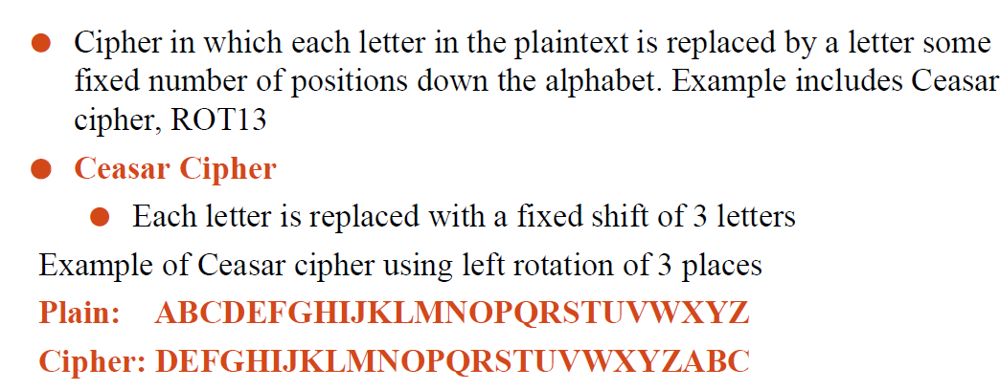 Cipher in which each letter in the plaintext is replaced by a letter some
fixed number of positions down the alphabet. Example includes Ceasar
cipher, ROT13
Ceasar Cipher
Each letter is replaced with a fixed shift of 3 letters
Example of Ceasar cipher using left rotation of 3 places
Plain: ABCDEFGHIJKLMNOPQRSTUVWXYZ
Cipher: DEFGHIJKLMNOPQRSTUVWXYZABC